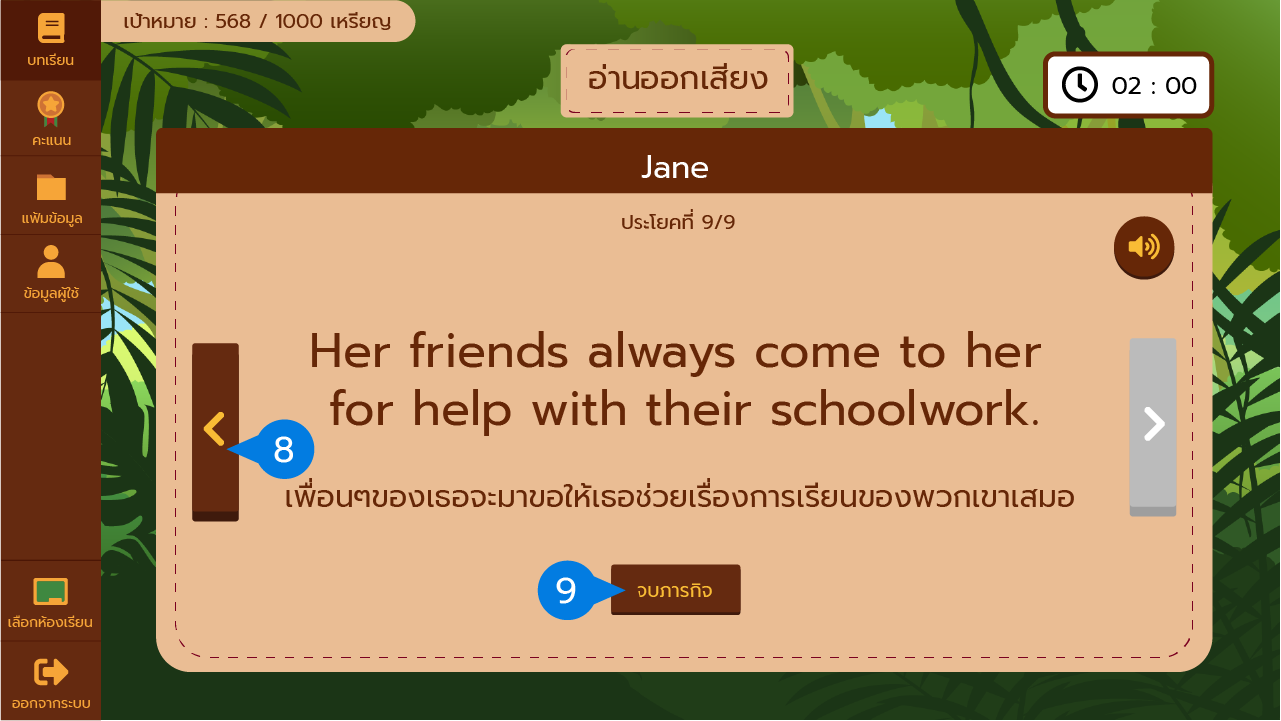 เป้าหมาย : 568 / 1000 เหรียญ
บทเรียน
คะแนน
แฟ้มข้อมูล
ข้อมูลผู้ใช้
เลือกห้องเรียน
ออกจากระบบ
อ่านออกเสียง
02 : 00
Jane
ประโยคที่ 9/9
Her friends always come to her
for help with their schoolwork.
8
เพื่อนๆของเธอจะมาขอให้เธอช่วยเรื่องการเรียนของพวกเขาเสมอ
9
จบภารกิจ